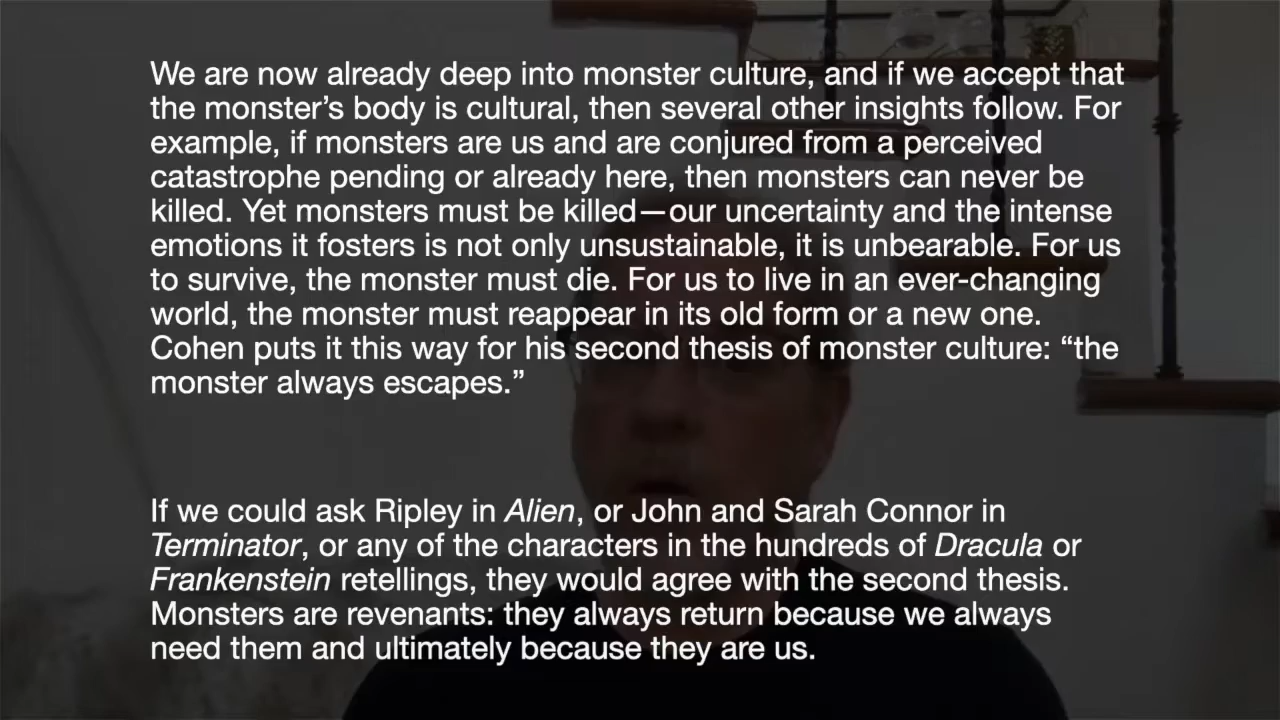 We are now already deep into monster culture, and if we accept that
the monster’s body is cultural, then several other insights follow. For
example, if monsters are us and are conjured from a perceived
catastrophe pending or already here, then monsters can never be
killed. Yet monsters must be killed—our uncertainty and the intense
emotions it fosters is not only unsustainable, it is unbearable. For us
to survive, the monster must die. For us to live in an ever-changing
world, the monster must reappear in its old form or a new one.
Cohen puts it this way for his second thesis of monster culture: “the
monster always escapes.”
If we could ask Ripley in Alien, or John and Sarah Connor in
Terminator, or any of the characters in the hundreds of Dracula or
Frankenstein retellings, they would agree with the second thesis.
Monsters are revenants: they always return because we always
need them and ultimately because they are us.